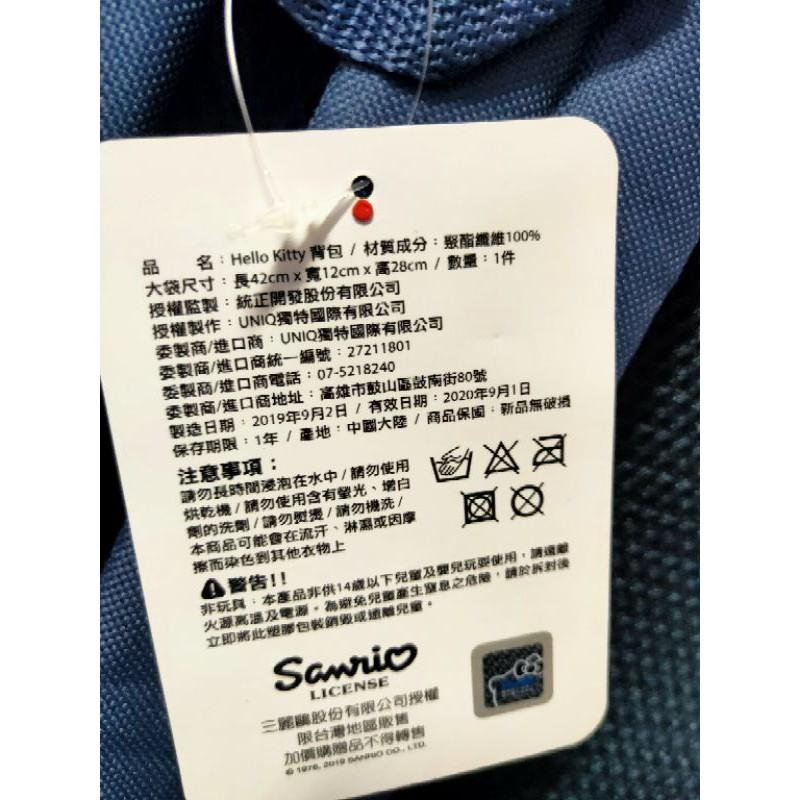 品　　名：Hello Kitty 背包 / 材質成分：聚酯纖維100%
大袋尺寸：長42cm x 寬12cm x 高28cm / 數量：1件
授權監製：統正開發股份有限公司
授權製作：UNIQ獨特國際有限公司
委製商/進口商：UNIQ獨特國際有限公司
委製商/進口商統一編號：27211801
委製商/進口商電話：07-5218240
委製商/進口商地址：高雄市鼓山區鼓南街80號
製造日期：2019年9月2日 / 有效日期：2020年9月1日
保存期限：1年 / 產地：中國大陸 / 商品保固：新品無破損
注意事項：
請勿長時間浸泡在水中/請勿使用
烘乾機/請勿使用含有螢光、增白
劑的洗劑/請勿熨燙/請勿機洗/
本商品可能會在流汗、淋濕或因摩
擦而染色到其他衣物上
警告!!
非玩具：本產品非供14歲以下兒童及嬰兒玩耍使用，請遠離
火源高溫及電源。為避免兒童產生窒息之危險，請於拆封後
立即將此塑膠包裝銷毀或遠離兒童。
Sanrio
LICENSE
三麗鷗股份有限公司授權
限台灣地區販售
加價購贈品不得轉售
© 1976, 2019 SANRIO CO., LTD.